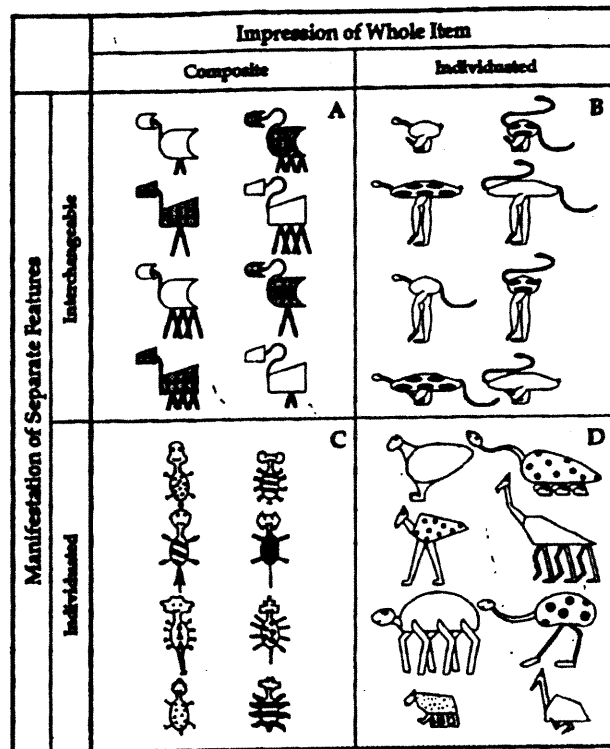 Impression of Whole Item
Composite
Individuated
Manifestation of Separate Features
Interchangeable
A
B
Individuated
C
D